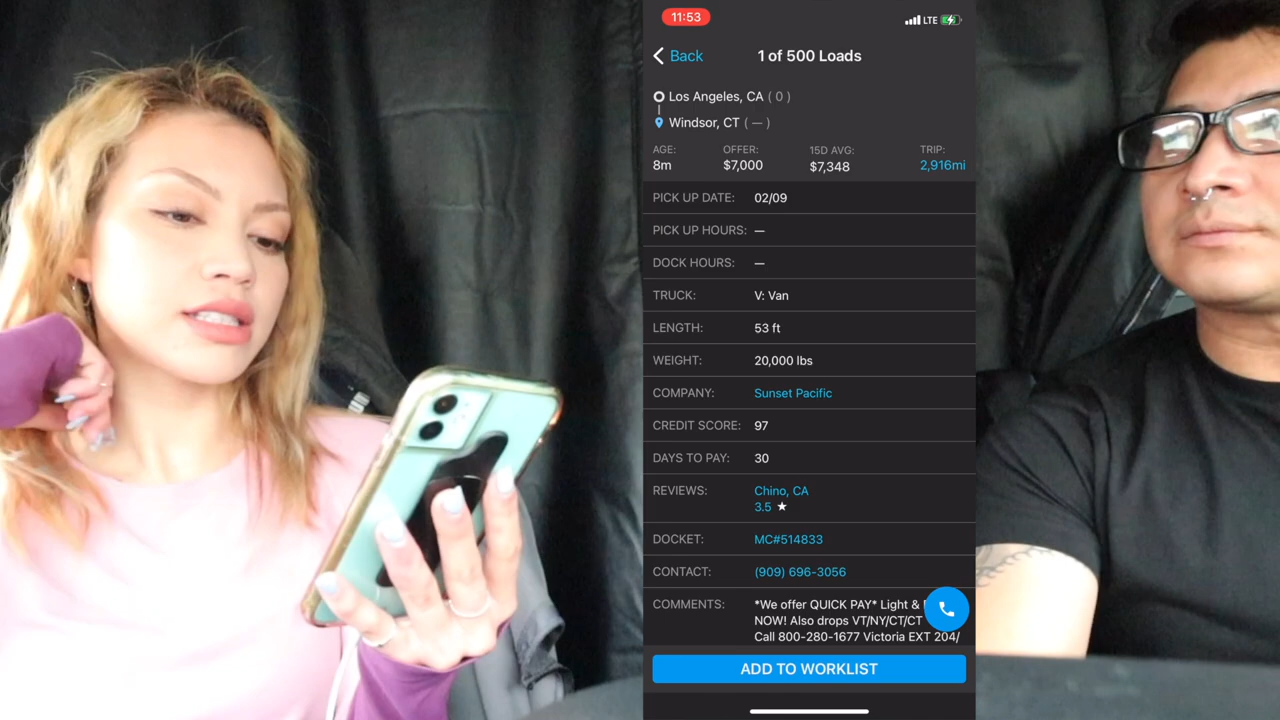 11:53
LTE
Back
1 of 500 Loads
Los Angeles, CA ( 0 )
Windsor, CT ( — )
AGE: OFFER: 15D AVG: TRIP:
8m $7,000 $7,348 2,916mi
PICK UP DATE: 02/09
PICK UP HOURS: —
DOCK HOURS: —
TRUCK: V: Van
LENGTH: 53 ft
WEIGHT: 20,000 lbs
COMPANY: Sunset Pacific
CREDIT SCORE: 97
DAYS TO PAY: 30
REVIEWS: Chino, CA
3.5 ★
DOCKET: MC#514833
CONTACT: (909) 696-3056
COMMENTS: *We offer QUICK PAY* Light &
NOW! Also drops VT/NY/CT/CT
Call 800-280-1677 Victoria EXT 204/
ADD TO WORKLIST